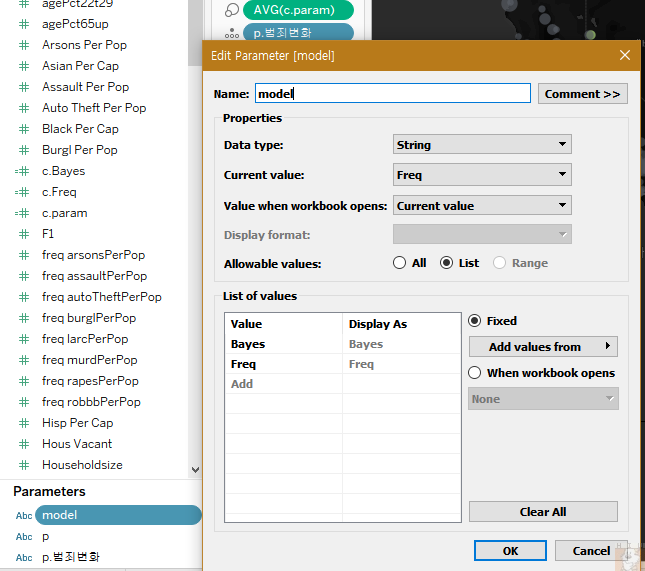 agePct22t29
agePct65up
Arsons Per Pop
Asian Per Cap
Assault Per Pop
Auto Theft Per Pop
Black Per Cap
Burgl Per Pop
c.Bayes
c.Freq
c.param
F1
freq arsonsPerPop
freq assaultPerPop
freq autoTheftPerPop
freq burglPerPop
freq larcPerPop
freq murdPerPop
freq rapesPerPop
freq robbbPerPop
Hisp Per Cap
Hous Vacant
Householdsize
Parameters
Abc model
Abc p
Abc p.범죄변화
AVG(c.param)
p.범죄변화
Edit Parameter [model]
Name: model Comment >>
Properties
Data type: String
Current value: Freq
Value when workbook opens: Current value
Display format:
Allowable values: All List Range
List of values
Value Display As
Bayes Bayes
Freq Freq
Add
Fixed
Add values from
When workbook opens
None
Clear All
OK Cancel